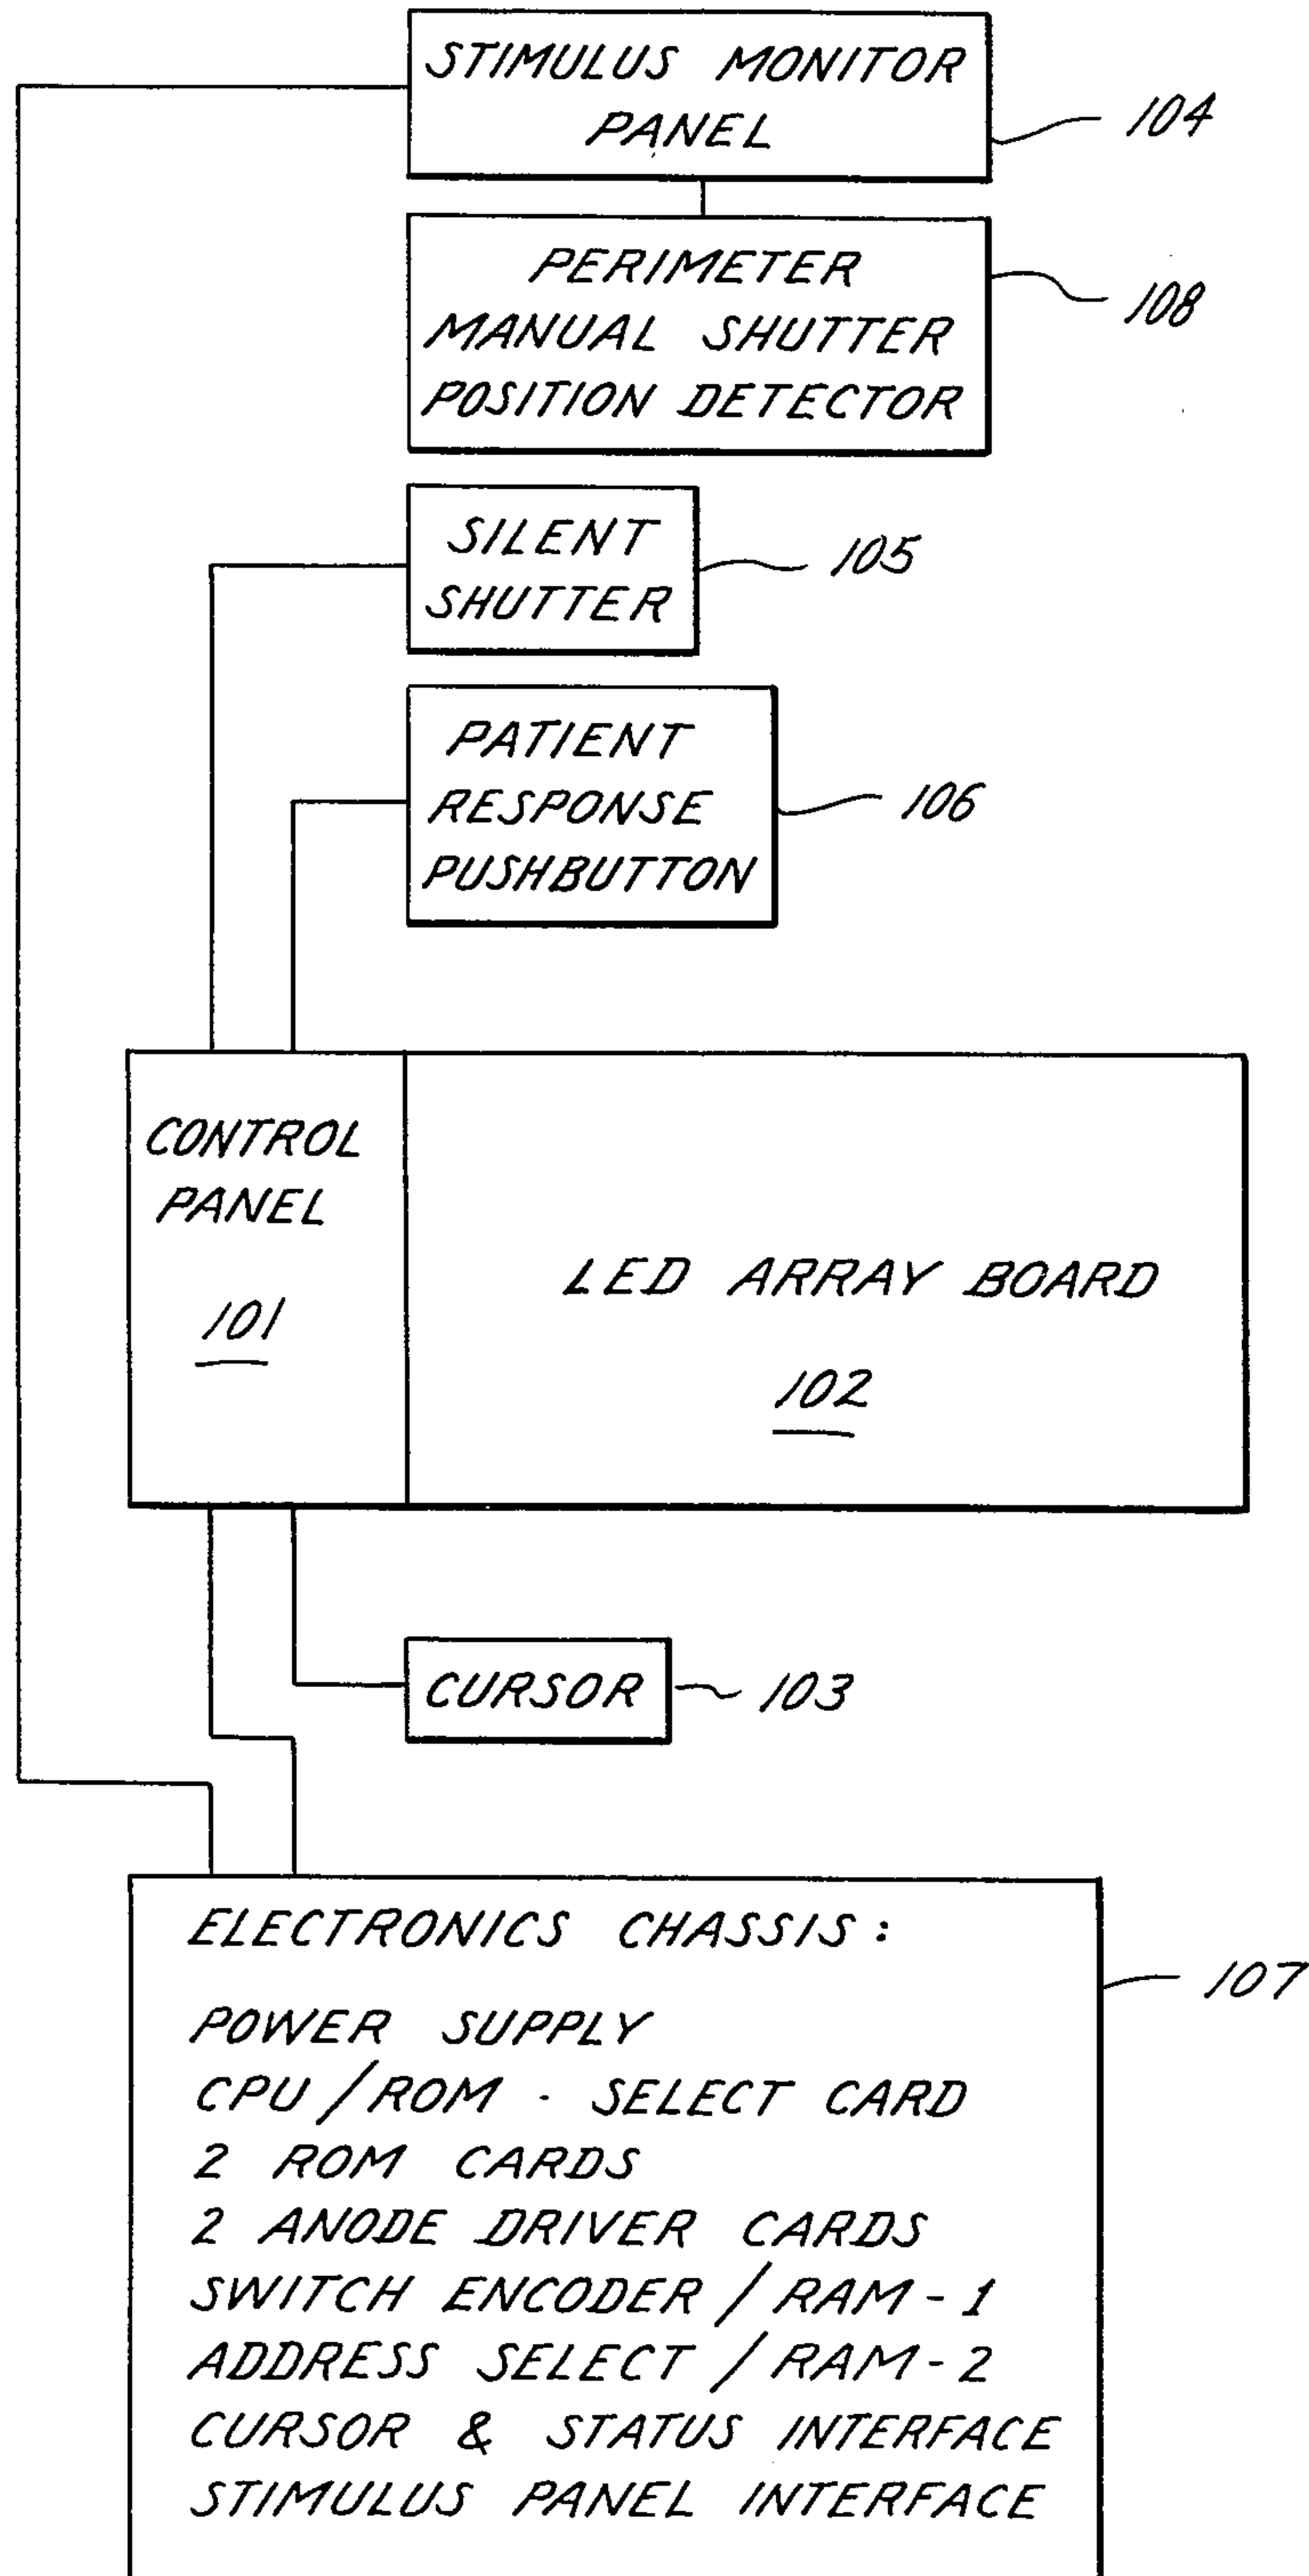 STIMULUS MONITOR
PANEL
104
PERIMETER
MANUAL SHUTTER
POSITION DETECTOR
108
SILENT
SHUTTER
105
PATIENT
RESPONSE
PUSHBUTTON
106
CONTROL
PANEL
101
LED ARRAY BOARD
102
CURSOR
103
ELECTRONICS CHASSIS:
107
POWER SUPPLY
CPU/ROM - SELECT CARD
2 ROM CARDS
2 ANODE DRIVER CARDS
SWITCH ENCODER/RAM-1
ADDRESS SELECT/RAM-2
CURSOR & STATUS INTERFACE
STIMULUS PANEL INTERFACE